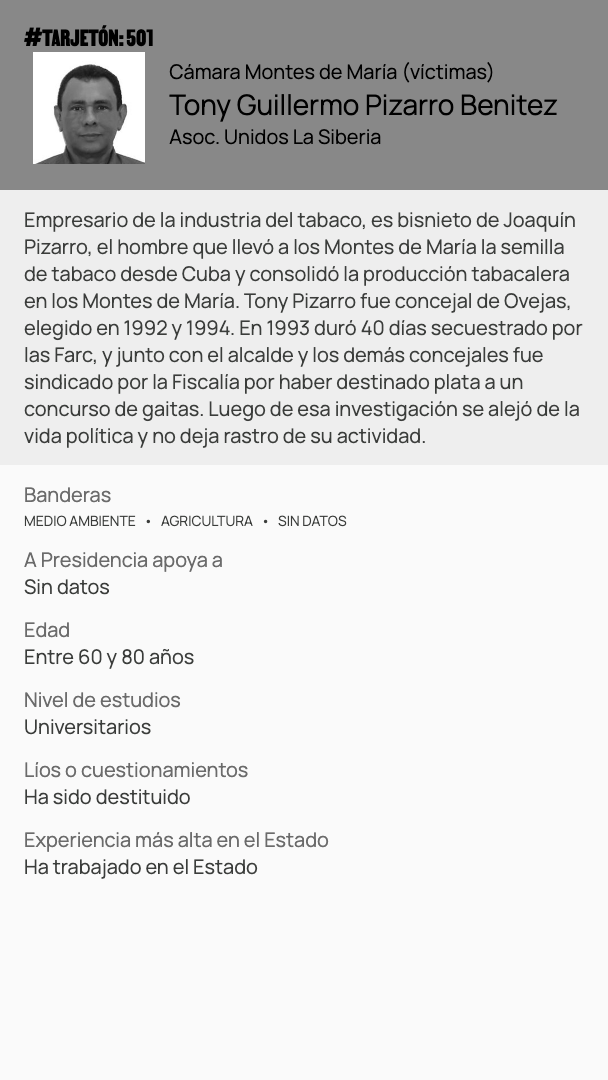 #TARJETÓN: 501
Cámara Montes de María (víctimas)
Tony Guillermo Pizarro Benitez
Asoc. Unidos La Siberia
Empresario de la industria del tabaco, es bisnieto de Joaquín
Pizarro, el hombre que llevó a los Montes de María la semilla
de tabaco desde Cuba y consolidó la producción tabacalera
en los Montes de María. Tony Pizarro fue concejal de Ovejas,
elegido en 1992 y 1994. En 1993 duró 40 días secuestrado por
las Farc, y junto con el alcalde y los demás concejales fue
sindicado por la Fiscalía por haber destinado plata a un
concurso de gaitas. Luego de esa investigación se alejó de la
vida política y no deja rastro de su actividad.
Banderas
MEDIO AMBIENTE • AGRICULTURA • SIN DATOS
A Presidencia apoya a
Sin datos
Edad
Entre 60 y 80 años
Nivel de estudios
Universitarios
Líos o cuestionamientos
Ha sido destituido
Experiencia más alta en el Estado
Ha trabajado en el Estado